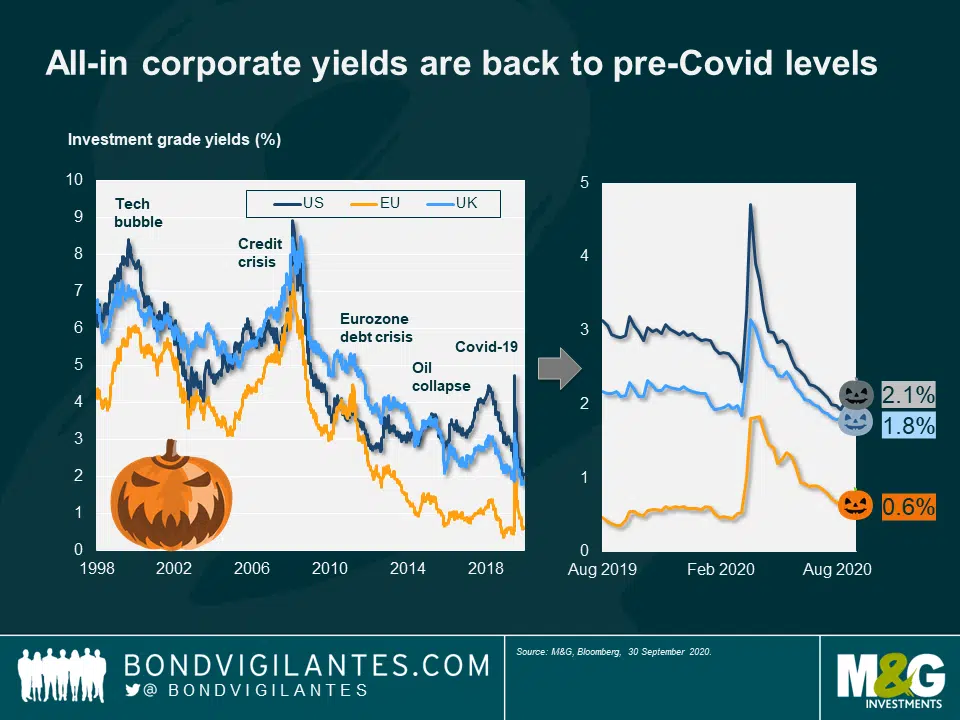 All-in corporate yields are back to pre-Covid levels
Investment grade yields (%)
10
9
8
7
6
5
4
3
2
1
0
US EU UK
Tech
bubble
Credit
crisis
Eurozone
debt crisis
Oil
collapse
Covid-19
1998 2002 2006 2010 2014 2018
5
4
3
2
1
0
2.1%
1.8%
0.6%
Aug 2019 Feb 2020 Aug 2020
BONDVIGILANTES.COM
@ BONDVIGILANTES
Source: M&G, Bloomberg, 30 September 2020.
M&G
INVESTMENTS